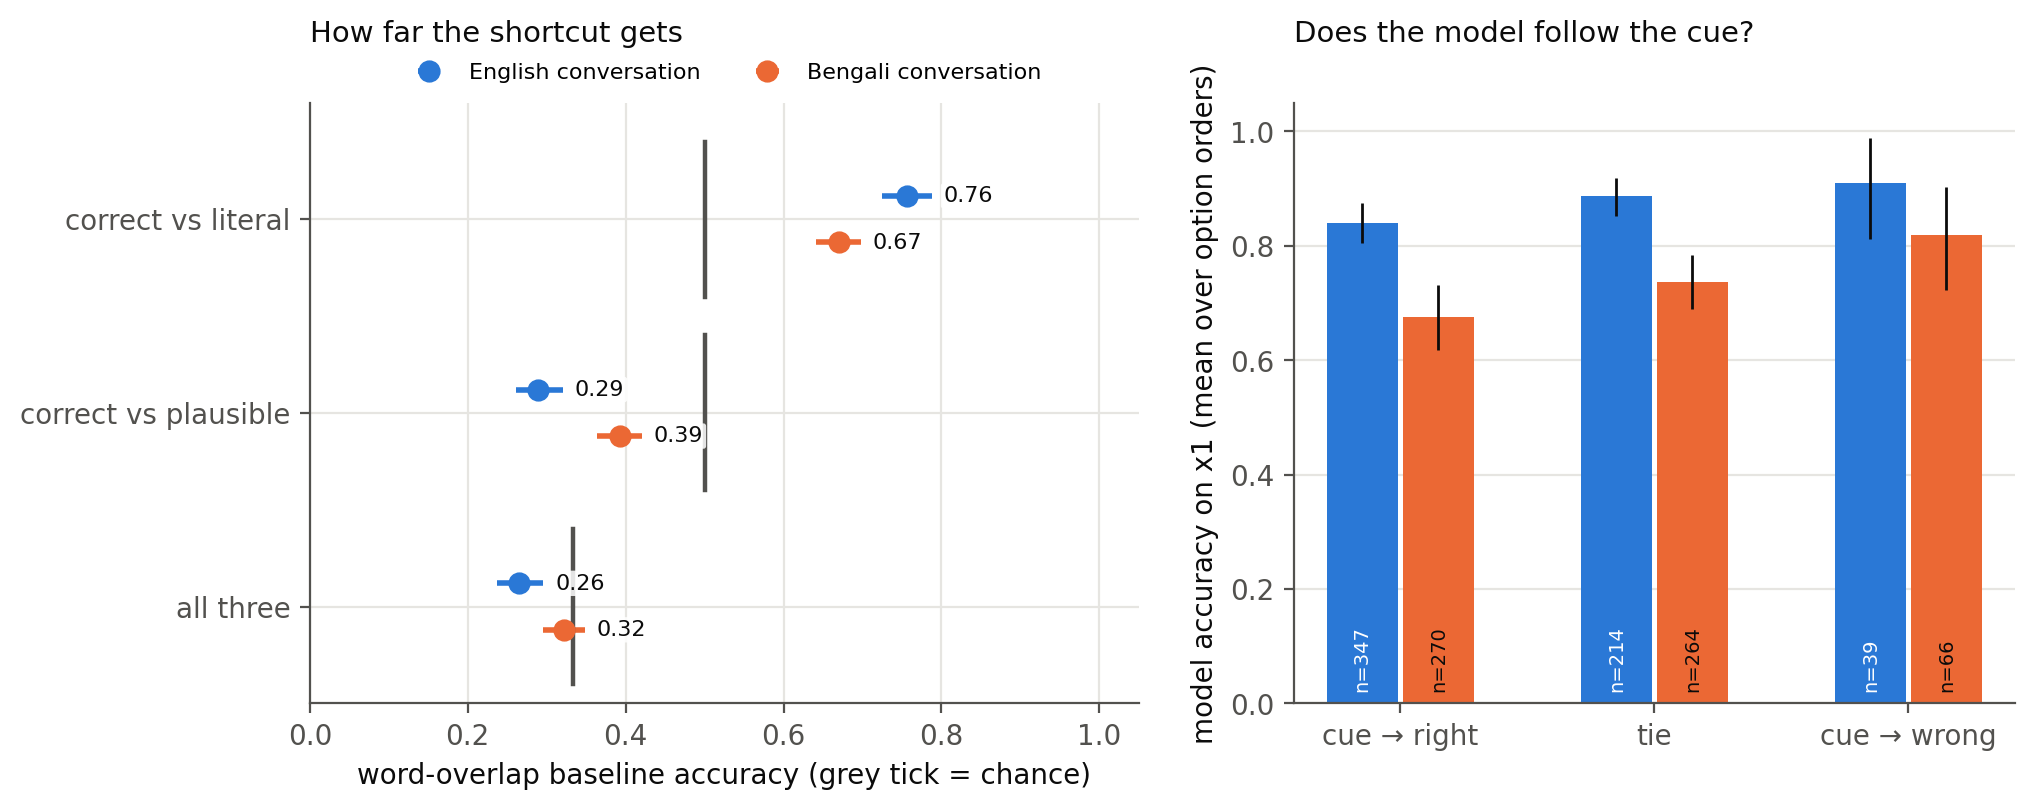 How far the shortcut gets
English conversation
Bengali conversation
correct vs literal
correct vs plausible
all three
0.76
0.67
0.29
0.39
0.26
0.32
0.0 0.2 0.4 0.6 0.8 1.0
word-overlap baseline accuracy (grey tick = chance)
Does the model follow the cue?
model accuracy on x1 (mean over option orders)
1.0
0.8
0.6
0.4
0.2
0.0
n=347
n=270
n=214
n=264
n=39
n=66
cue → right
tie
cue → wrong